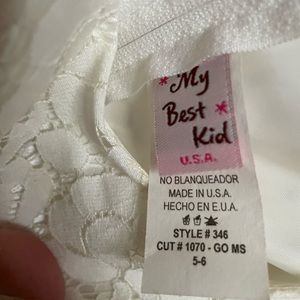 My
Best
Kid
U.S.A.
NO BLANQUEADOR
MADE IN U.S.A.
HECHO EN E.U.A.
STYLE # 346
CUT # 1070 - GO MS
5-6